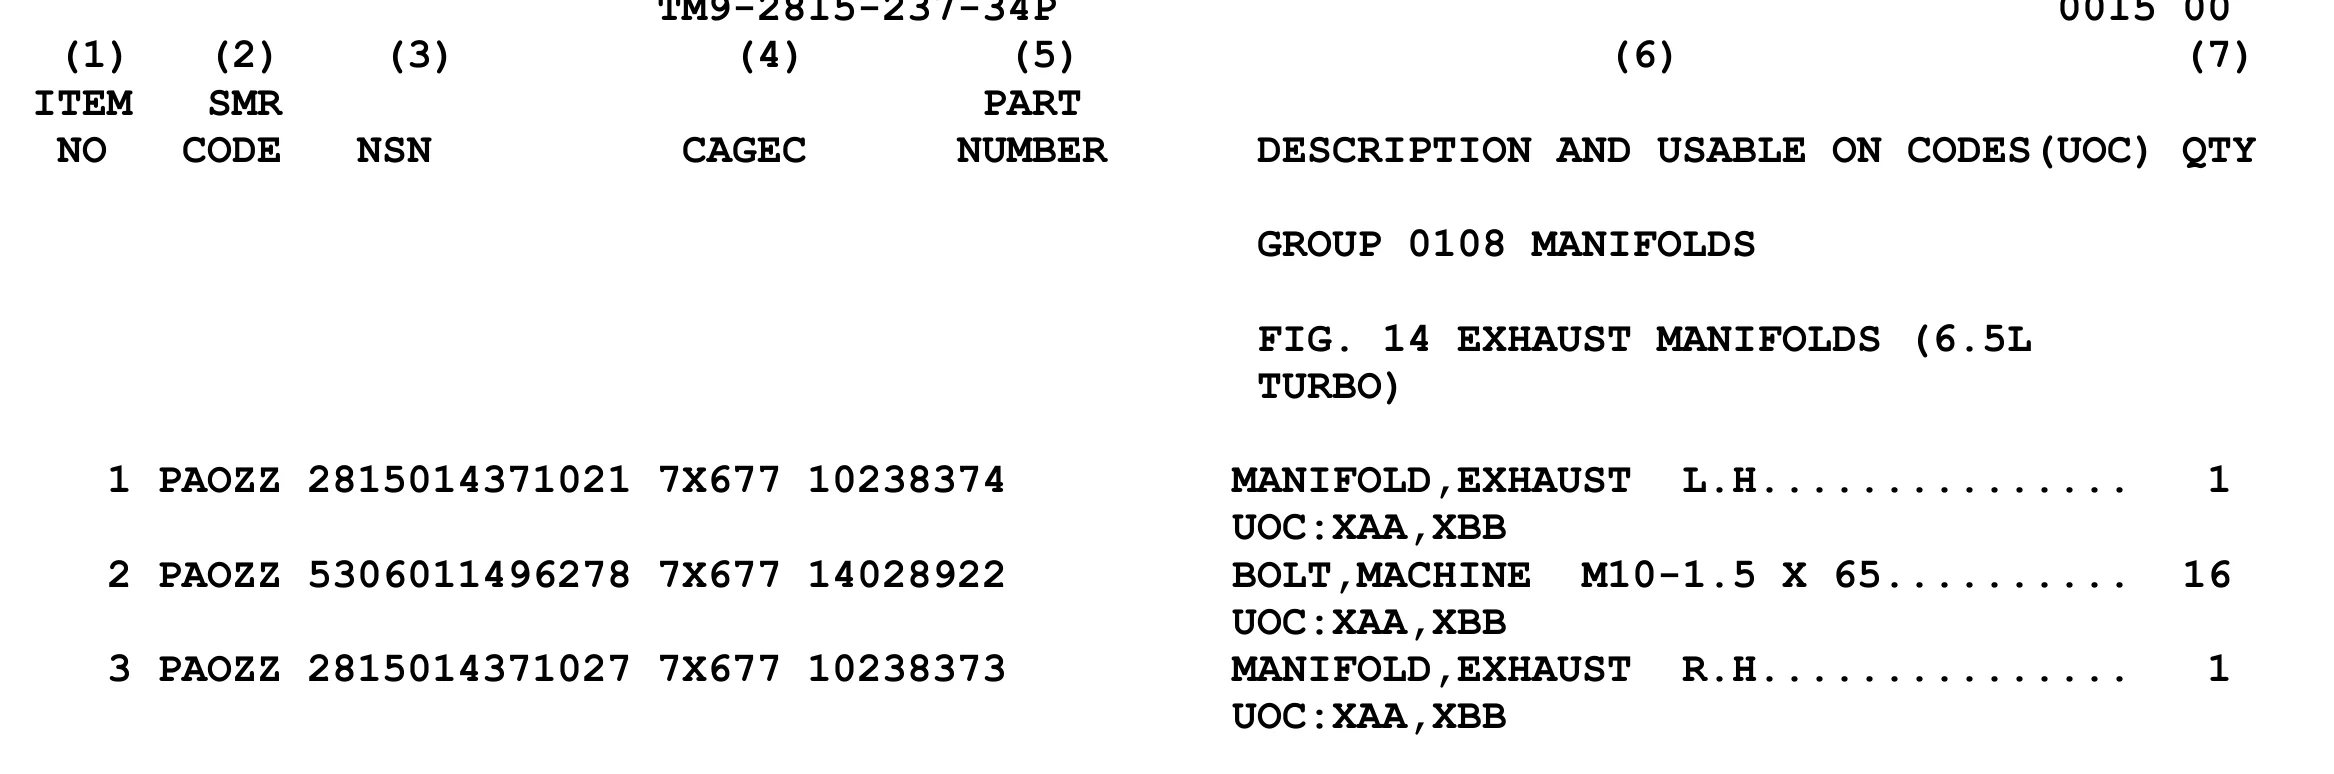 TM9-2815-237-34P 0015 00
(1) (2) (3) (4) (5) (6) (7)
ITEM SMR PART
NO CODE NSN CAGEC NUMBER DESCRIPTION AND USABLE ON CODES(UOC) QTY
GROUP 0108 MANIFOLDS
FIG. 14 EXHAUST MANIFOLDS (6.5L
TURBO)
1 PAOZZ 2815014371021 7X677 10238374 MANIFOLD,EXHAUST L.H............... 1
UOC:XAA,XBB
2 PAOZZ 5306011496278 7X677 14028922 BOLT,MACHINE M10-1.5 X 65.......... 16
UOC:XAA,XBB
3 PAOZZ 2815014371027 7X677 10238373 MANIFOLD,EXHAUST R.H............... 1
UOC:XAA,XBB